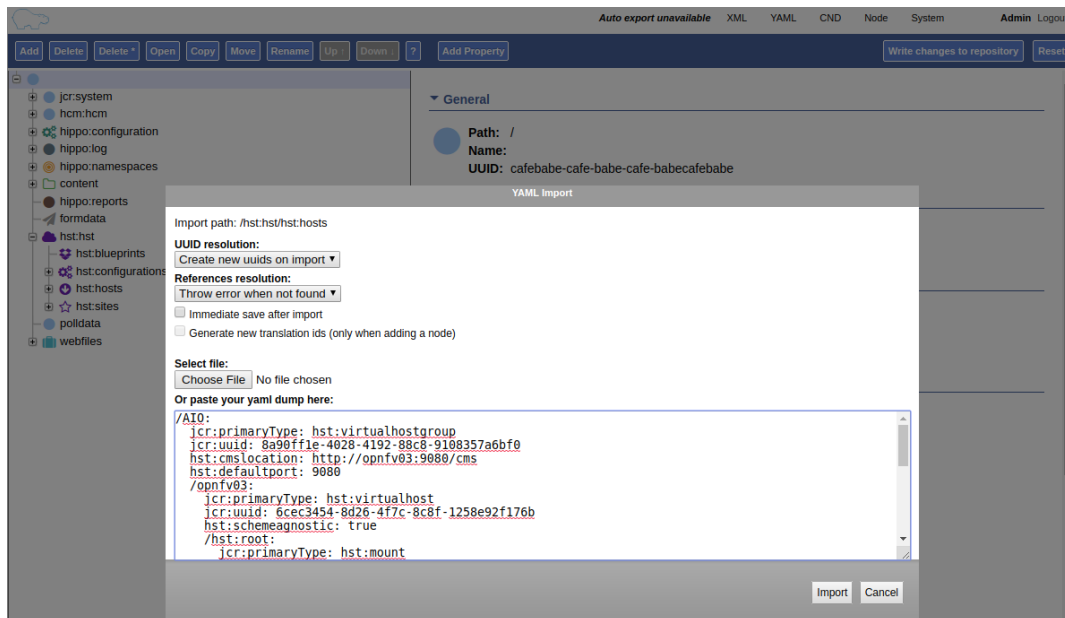 Auto export unavailable XML YAML CND Node System Admin Logou
Add Delete Delete * Open Copy Move Rename Up ↑ Down ↓ ? Add Property Write changes to repository Reset
jcr:system
hcm:hcm
hippo:configuration
hippo:log
hippo:namespaces
content
hippo:reports
formdata
hst:hst
hst:blueprints
hst:configurations
hst:hosts
hst:sites
polldata
webfiles
General
Path: /
Name:
UUID: cafebabe-cafe-babe-cafe-babecafebabe
YAML Import
Import path: /hst:hst/hst:hosts
UUID resolution:
Create new uuids on import
References resolution:
Throw error when not found
Immediate save after import
Generate new translation ids (only when adding a node)
Select file:
Choose File No file chosen
Or paste your yaml dump here:
/AIO:
jcr:primaryType: hst:virtualhostgroup
jcr:uuid: 8a90ff1e-4028-4192-88c8-9108357a6bf0
hst:cmslocation: http://opnfv03:9080/cms
hst:defaultport: 9080
/opnfv03:
jcr:primaryType: hst:virtualhost
jcr:uuid: 6cec3454-8d26-4f7c-8c8f-1258e92f176b
hst:schemeagnostic: true
/hst:root:
jcr:primaryType: hst:mount
Import Cancel